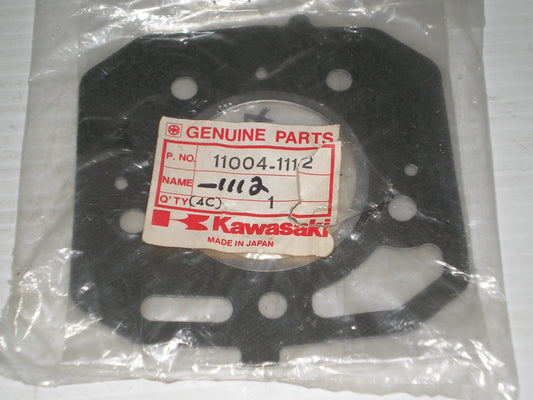 GENUINE PARTS
P. NO. 11004-1112
NAME -1112
Q'TY (4C) 1
Kawasaki
MADE IN JAPAN